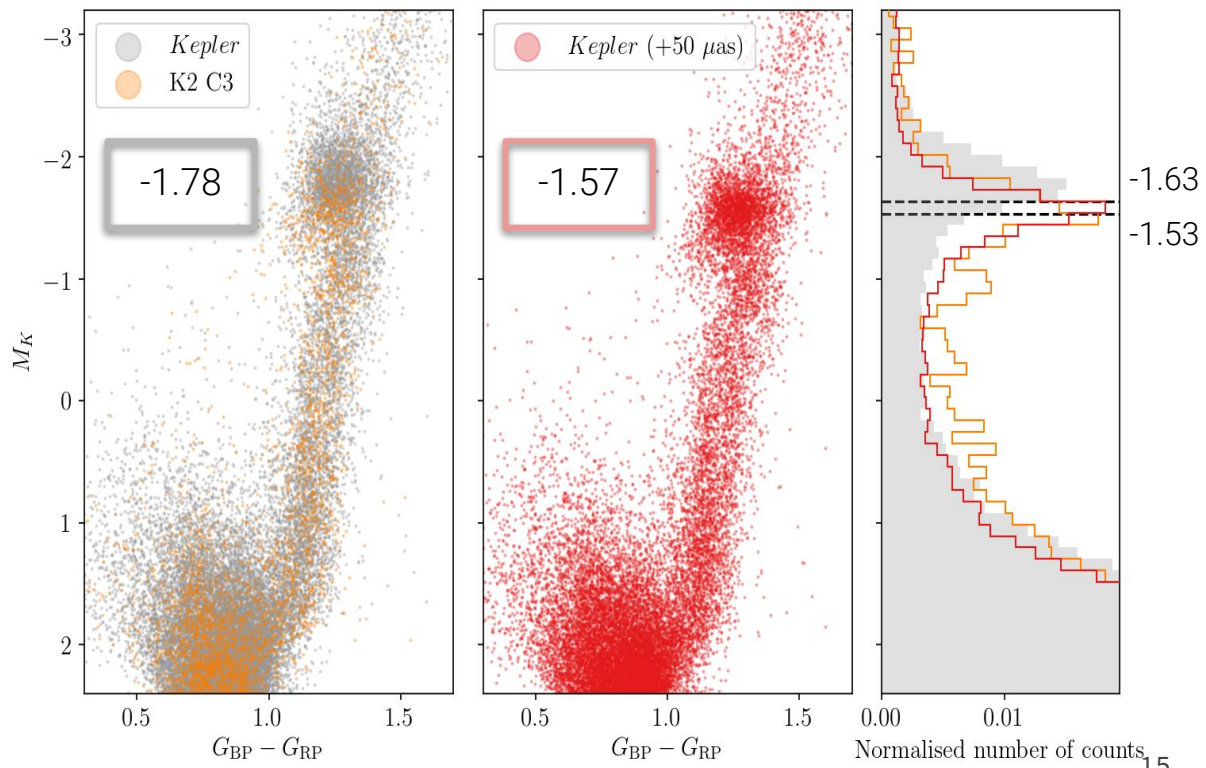 Kepler
K2 C3
-1.78
−3
−2
−1
0
1
2
M_K
0.5 1.0 1.5
G_BP − G_RP
Kepler (+50 μas)
-1.57
0.5 1.0 1.5
G_BP − G_RP
-1.63
-1.53
0.00 0.01
Normalised number of counts
15